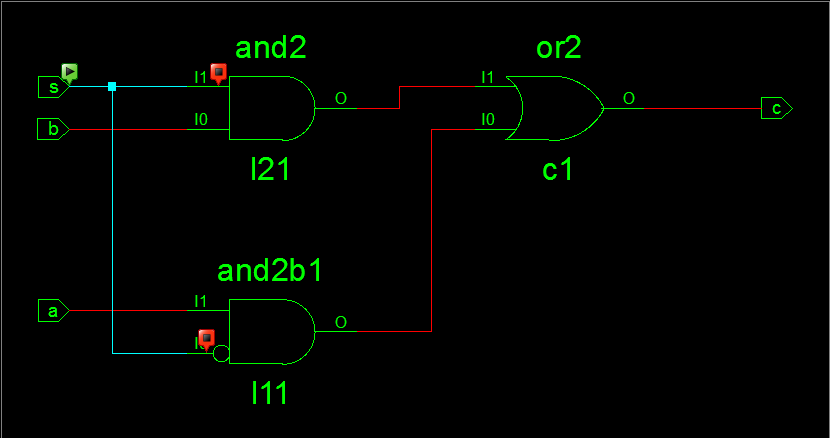 and2
or2
s
I1
O
I1
O
c
b
I0
I0
I21
c1
and2b1
a
I1
O
I11